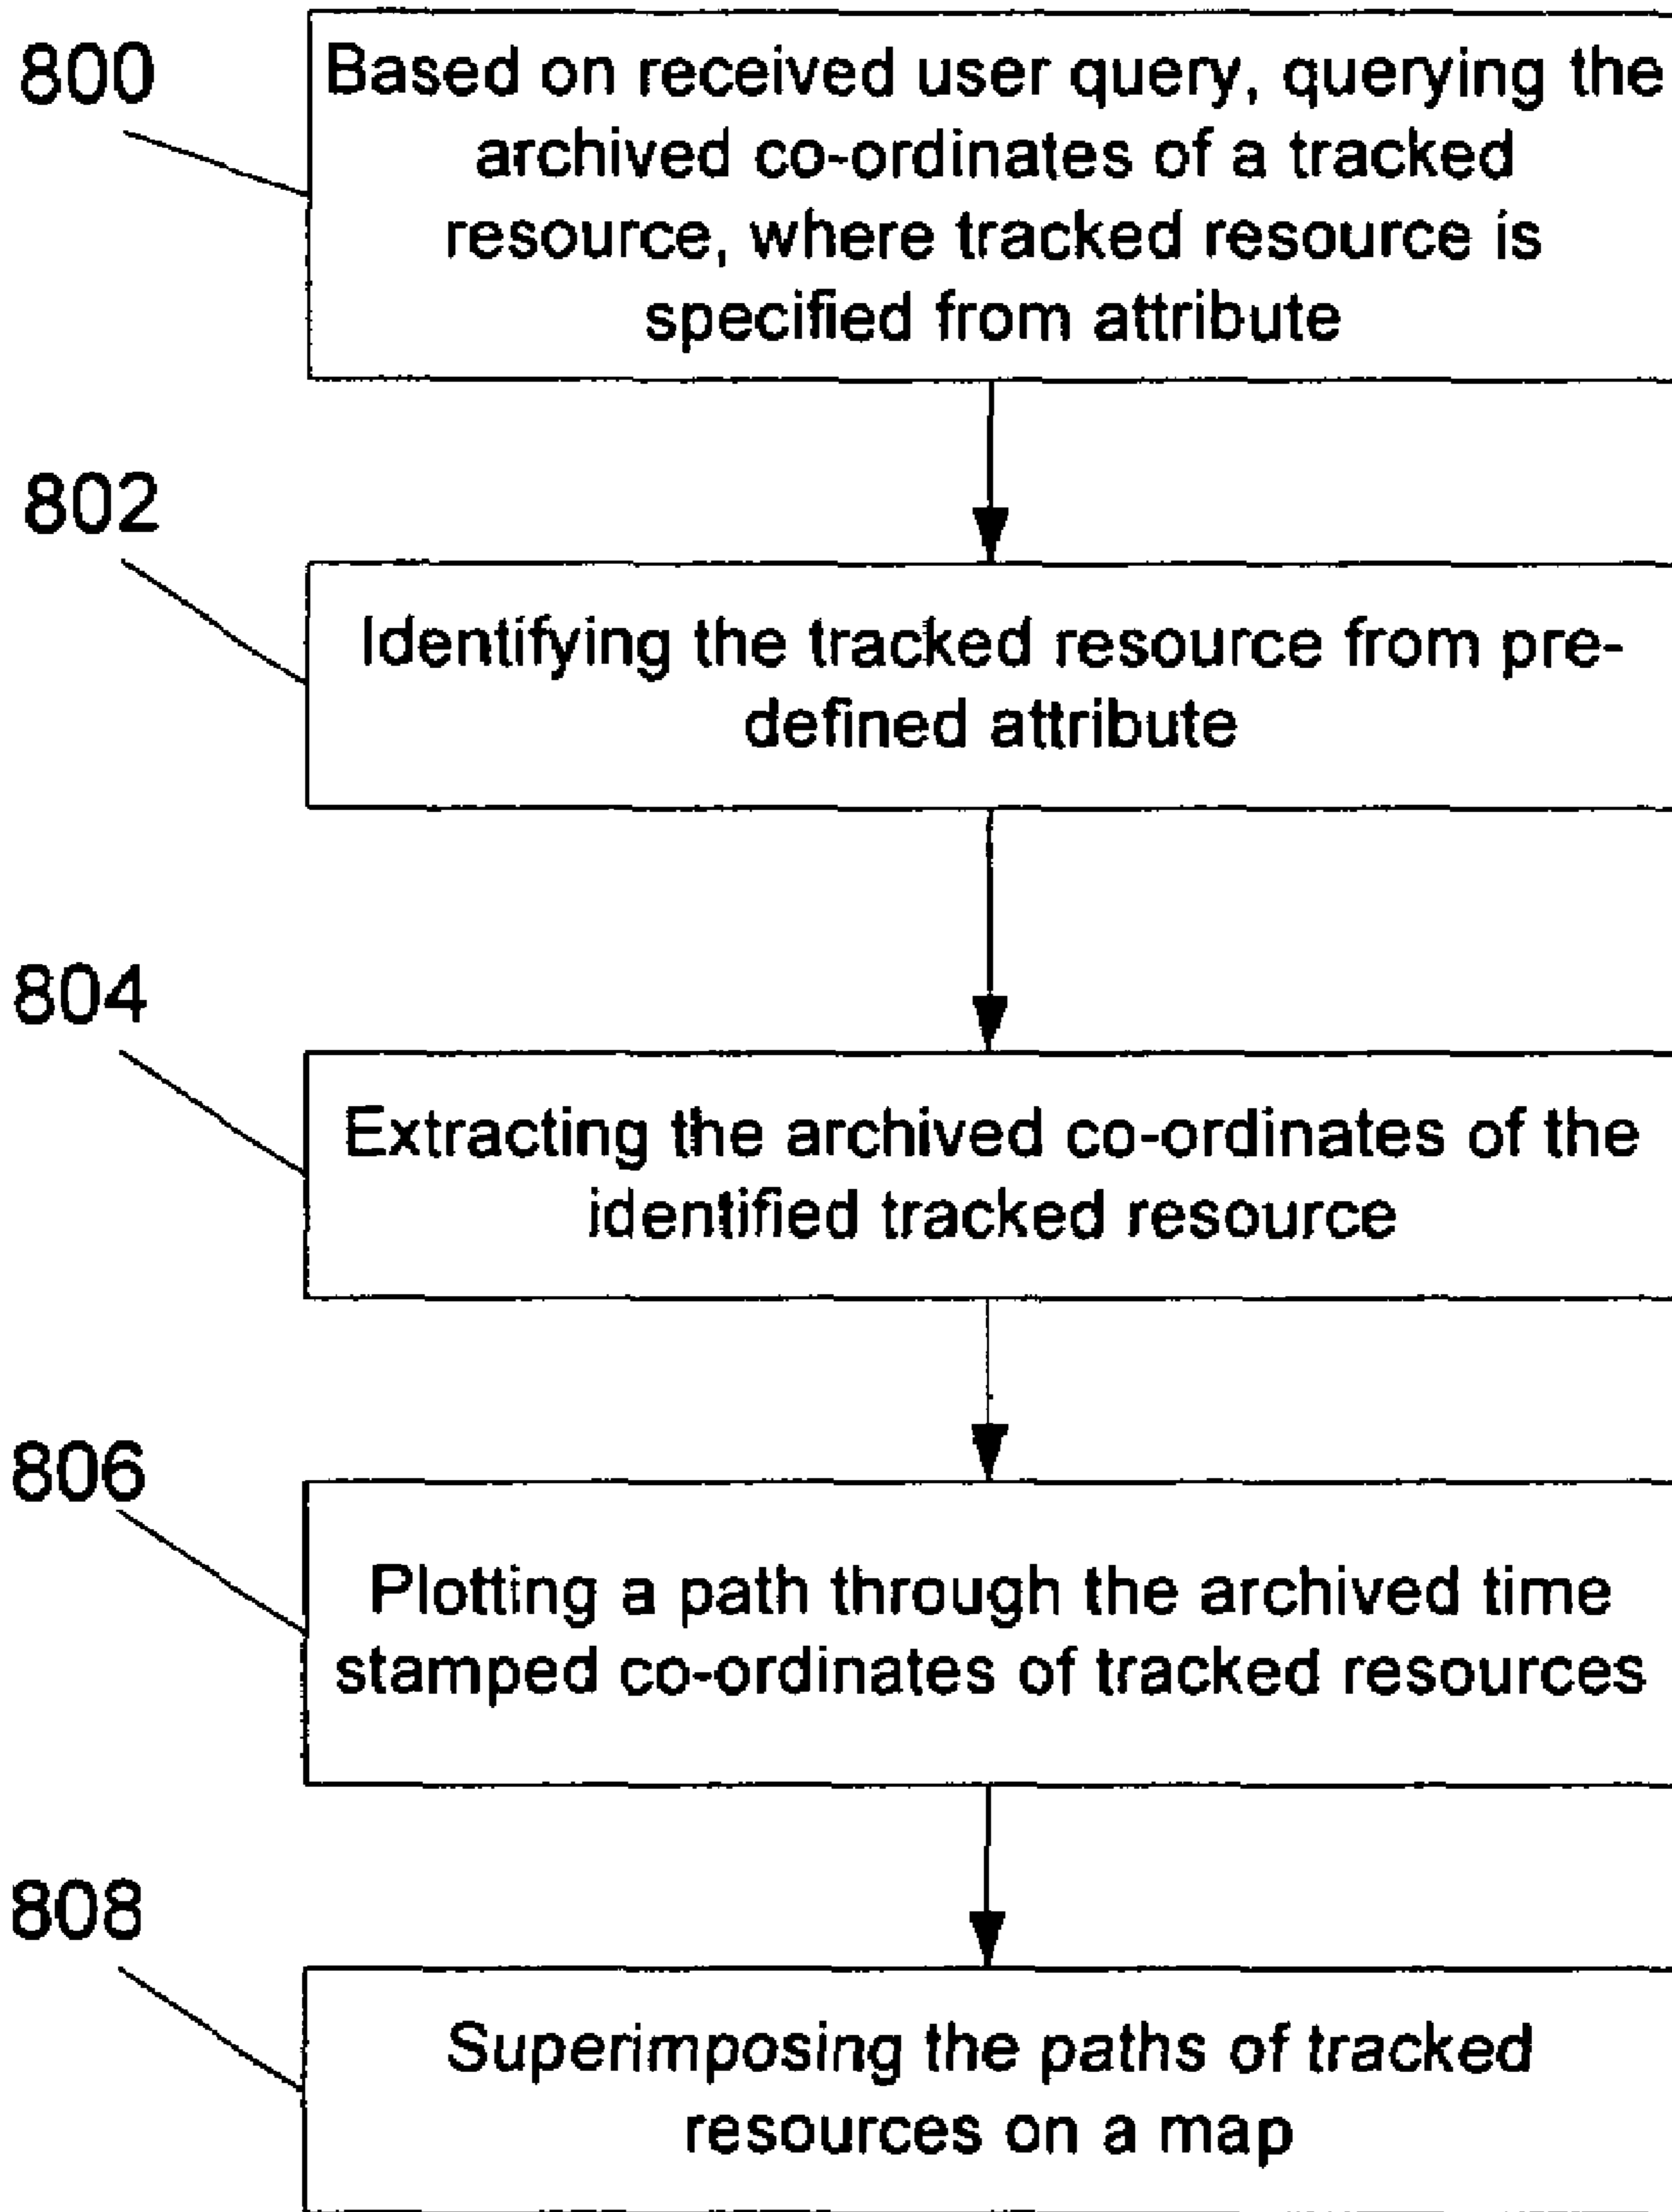 800
Based on received user query, querying the
archived co-ordinates of a tracked
resource, where tracked resource is
specified from attribute
802
Identifying the tracked resource from pre-
defined attribute
804
Extracting the archived co-ordinates of the
identified tracked resource
806
Plotting a path through the archived time
stamped co-ordinates of tracked resources
808
Superimposing the paths of tracked
resources on a map